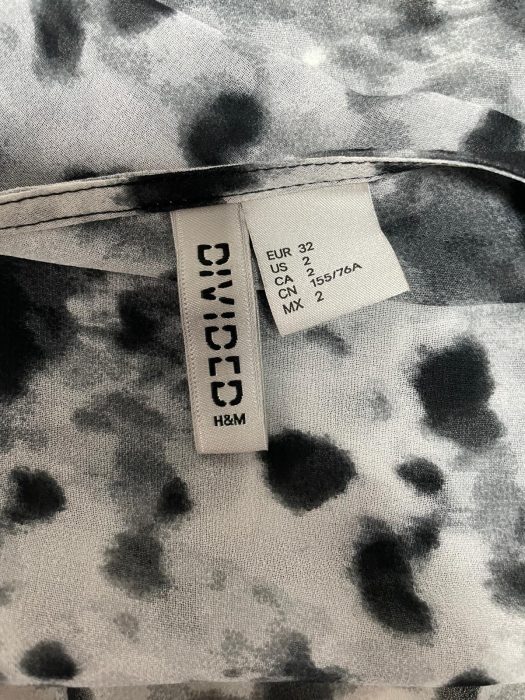 DIVIDED
H&M
EUR 32
US 2
CA 2
CN 155/76A
MX 2